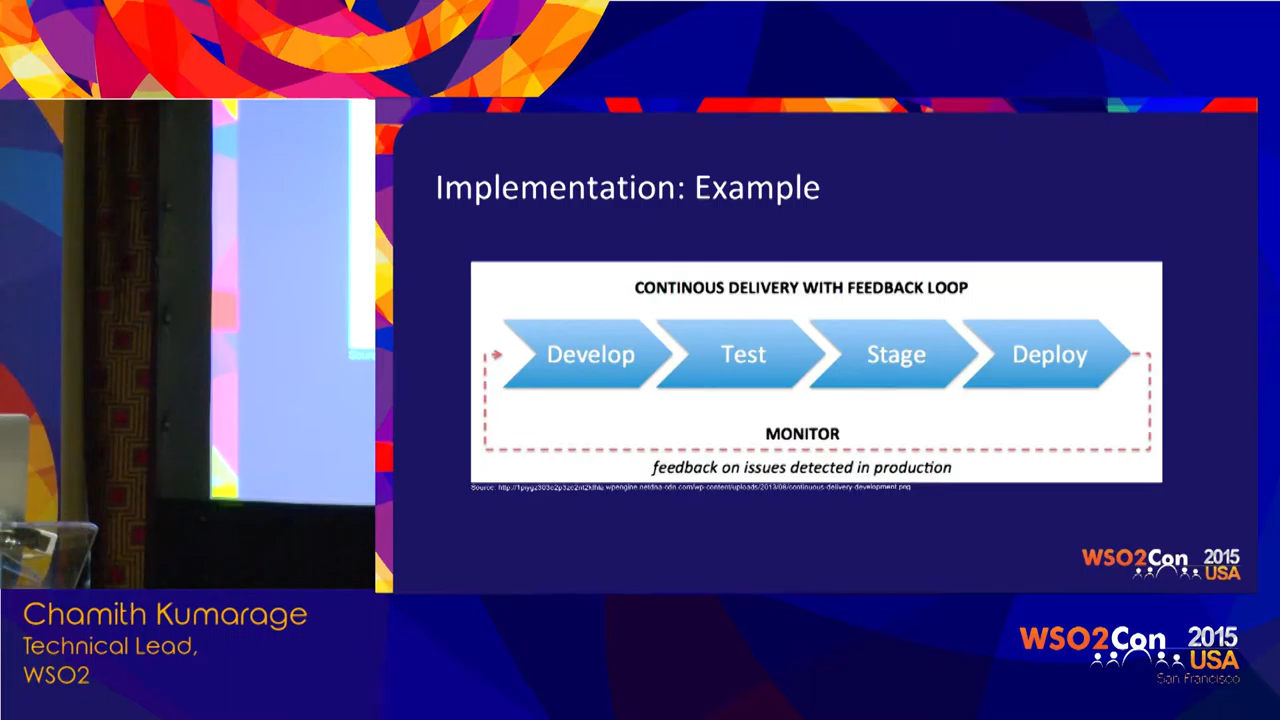 Implementation: Example
CONTINOUS DELIVERY WITH FEEDBACK LOOP
Develop
Test
Stage
Deploy
MONITOR
feedback on issues detected in production
WSO2Con 2015
USA
Chamith Kumarage
Technical Lead,
WSO2
WSO2Con 2015
USA
San Francisco